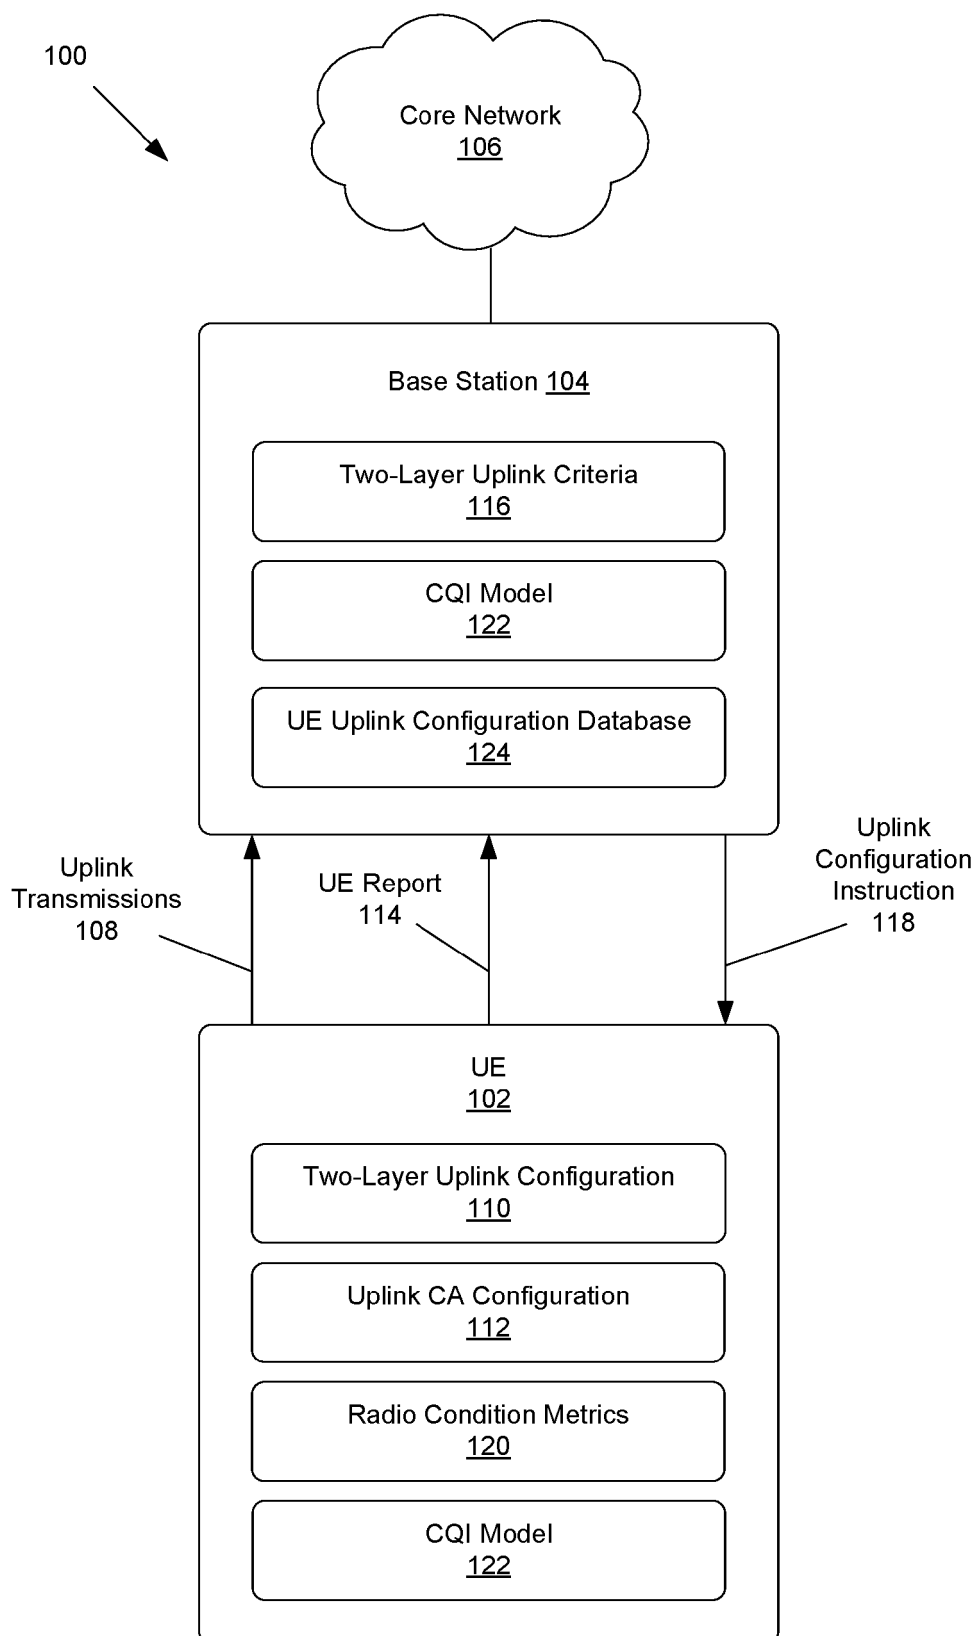 100
Core Network
106
Base Station 104
Two-Layer Uplink Criteria
116
CQI Model
122
UE Uplink Configuration Database
124
Uplink
Transmissions
108
UE Report
114
Uplink
Configuration
Instruction
118
UE
102
Two-Layer Uplink Configuration
110
Uplink CA Configuration
112
Radio Condition Metrics
120
CQI Model
122